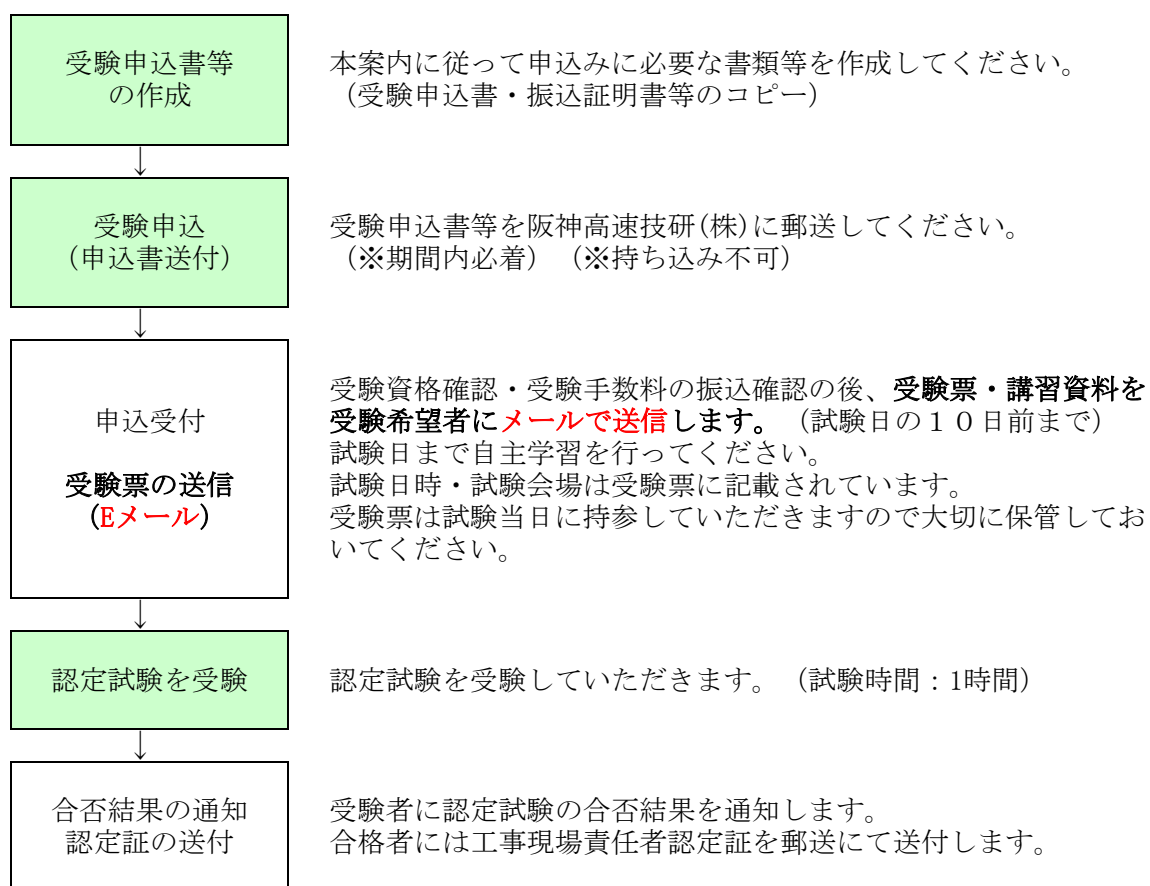 受験申込書等
の作成
本案内に従って申込みに必要な書類等を作成してください。
（受験申込書・振込証明書等のコピー）
↓
受験申込
（申込書送付）
受験申込書等を阪神高速技研(株)に郵送してください。
（※期間内必着）（※持ち込み不可）
↓
申込受付
受験票の送信
（Eメール）
受験資格確認・受験手数料の振込確認の後、受験票・講習資料を
受験希望者にメールで送信します。（試験日の１０日前まで）
試験日まで自主学習を行ってください。
試験日時・試験会場は受験票に記載されています。
受験票は試験当日に持参していただきますので大切に保管してお
いてください。
↓
認定試験を受験
認定試験を受験していただきます。（試験時間：1時間）
↓
合否結果の通知
認定証の送付
受験者に認定試験の合否結果を通知します。
合格者には工事現場責任者認定証を郵送にて送付します。